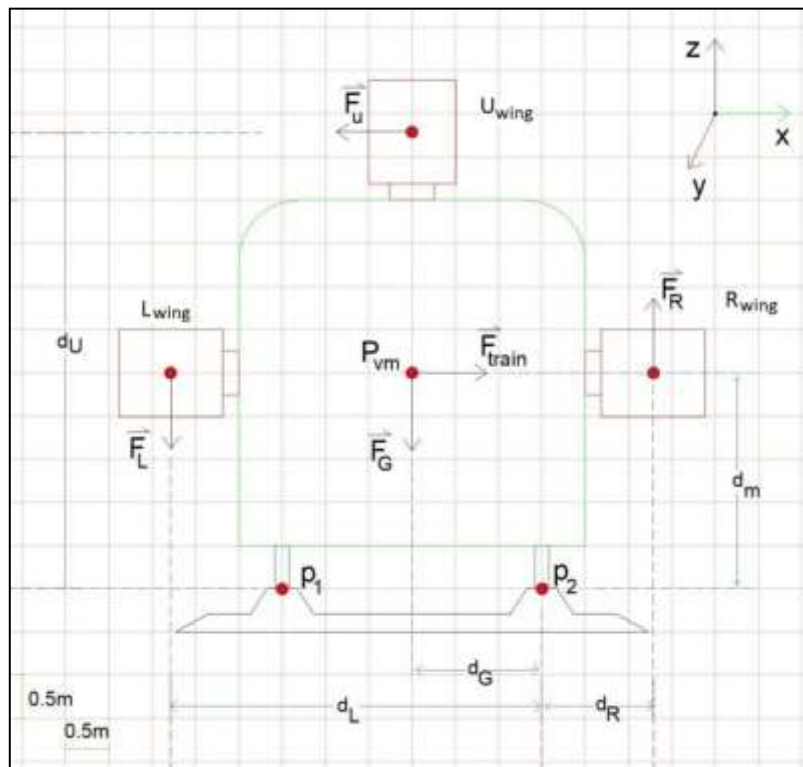 z
F_u
U_wing
x
y
F_R
L_wing
R_wing
d_U
P_vm
F_train
F_L
F_G
d_m
p_1
p_2
d_G
0.5m
d_L
d_R
0.5m